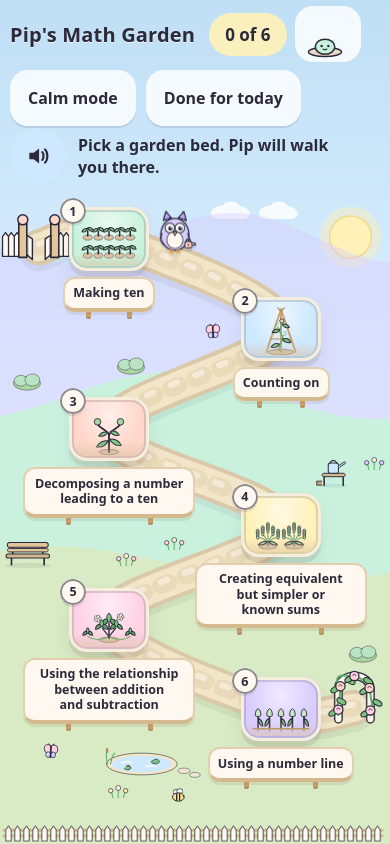 Pip's Math Garden
0 of 6
Calm mode
Done for today
Pick a garden bed. Pip will walk
you there.
1
Making ten
2
Counting on
3
Decomposing a number
leading to a ten
4
Creating equivalent
but simpler or
known sums
5
Using the relationship
between addition
and subtraction
6
Using a number line